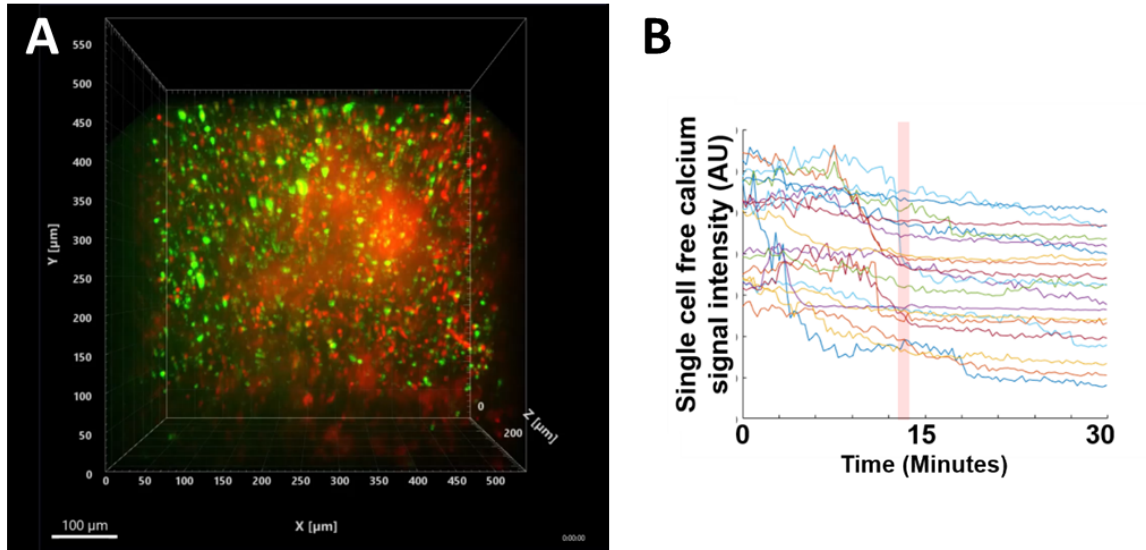 A
550
500
450
400
350
300
250
200
150
100
50
0
Y [µm]
0
200
Z [µm]
0 50 100 150 200 250 300 350 400 450 500
X [µm]
100 µm
0:00:00
B
Single cell free calcium
signal intensity (AU)
0 15 30
Time (Minutes)